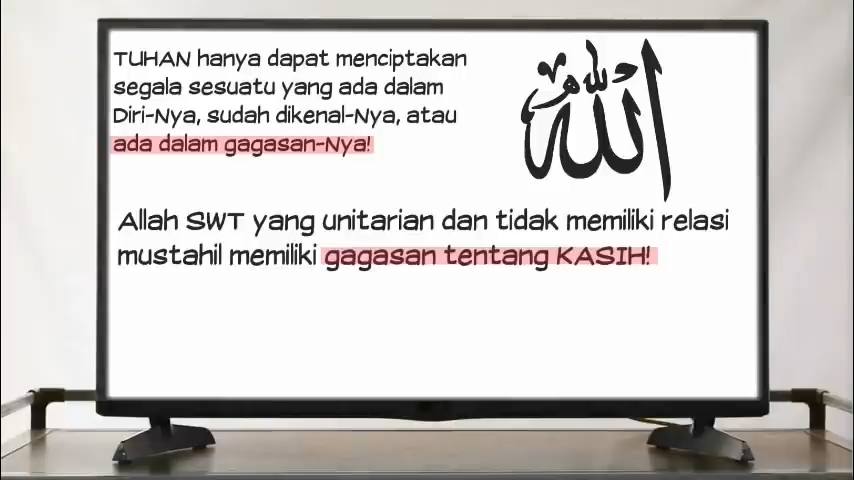 TUHAN hanya dapat menciptakan
segala sesuatu yang ada dalam
Diri-Nya, sudah dikenal-Nya, atau
ada dalam gagasan-Nya!
الله
Allah SWT yang unitarian dan tidak memiliki relasi
mustahil memiliki gagasan tentang KASIH!